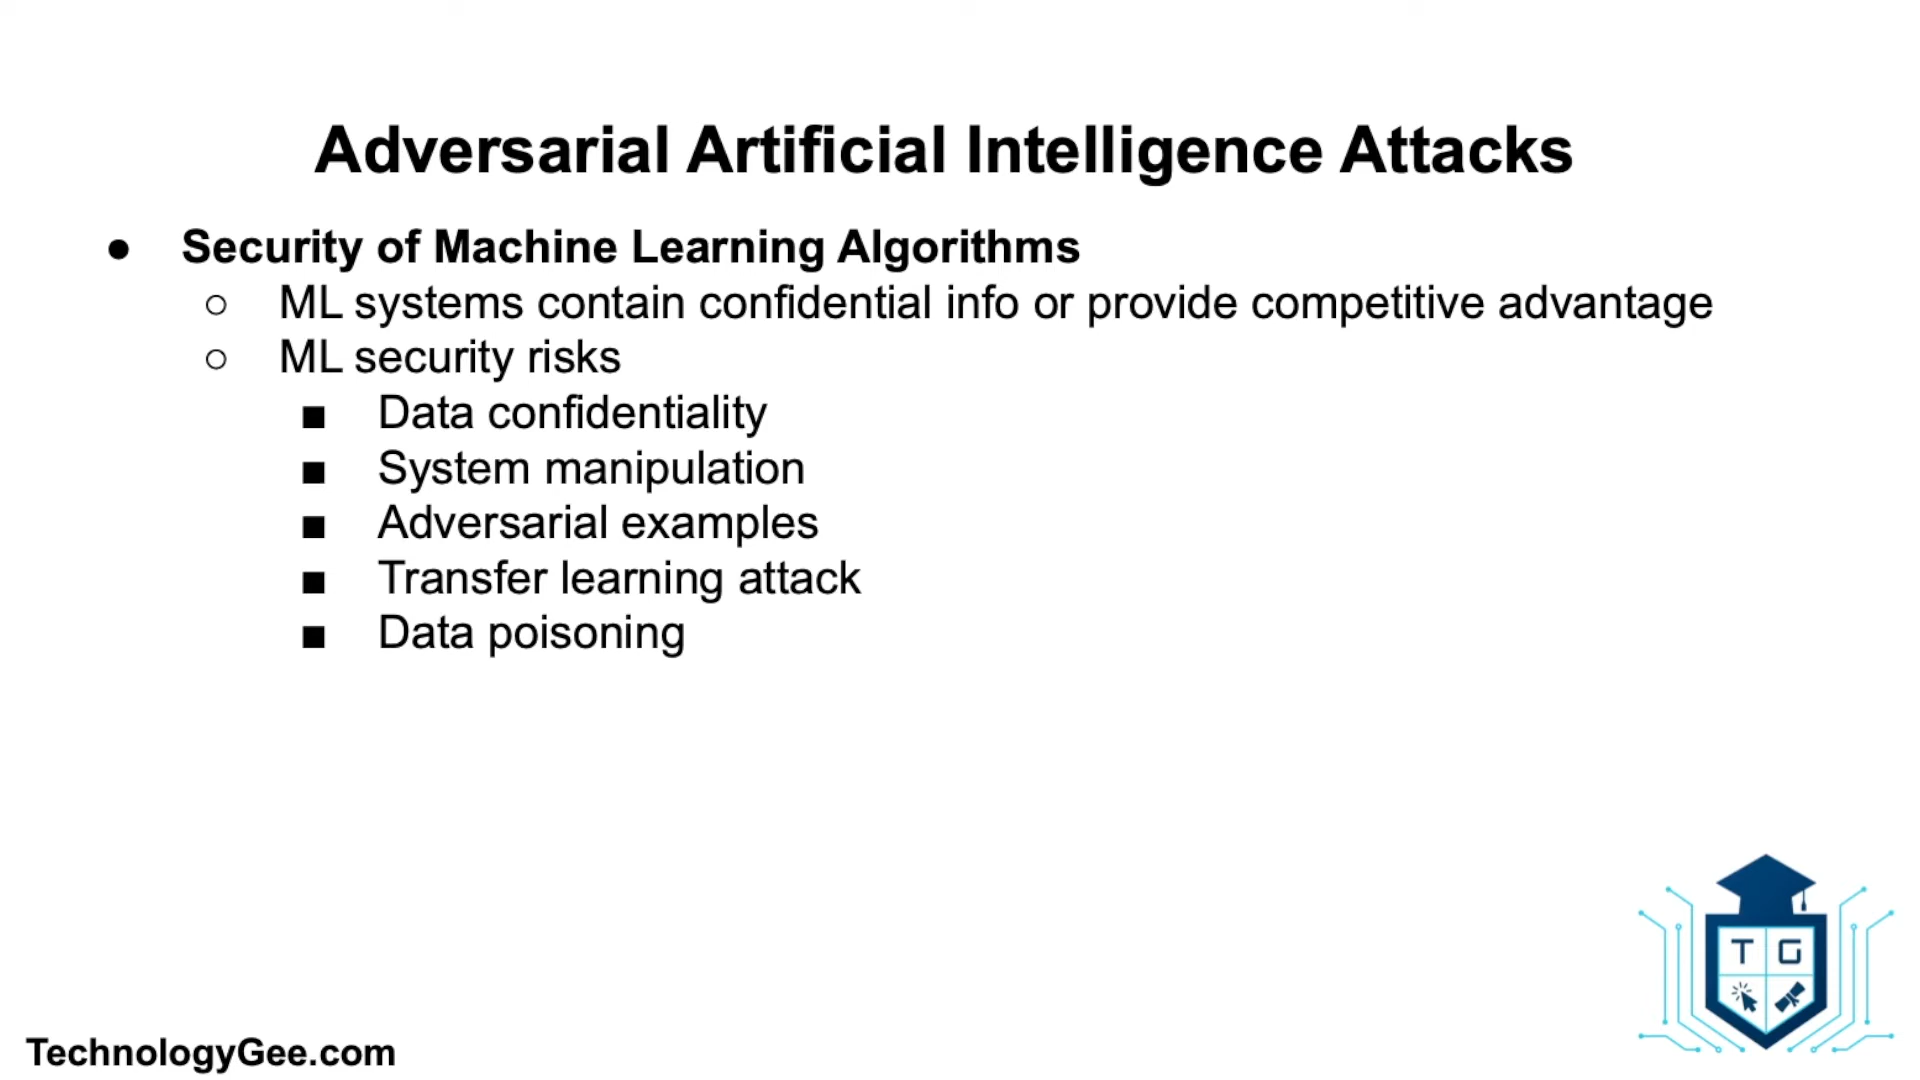 Adversarial Artificial Intelligence Attacks
● Security of Machine Learning Algorithms
○ ML systems contain confidential info or provide competitive advantage
○ ML security risks
■ Data confidentiality
■ System manipulation
■ Adversarial examples
■ Transfer learning attack
■ Data poisoning
T G
TechnologyGee.com